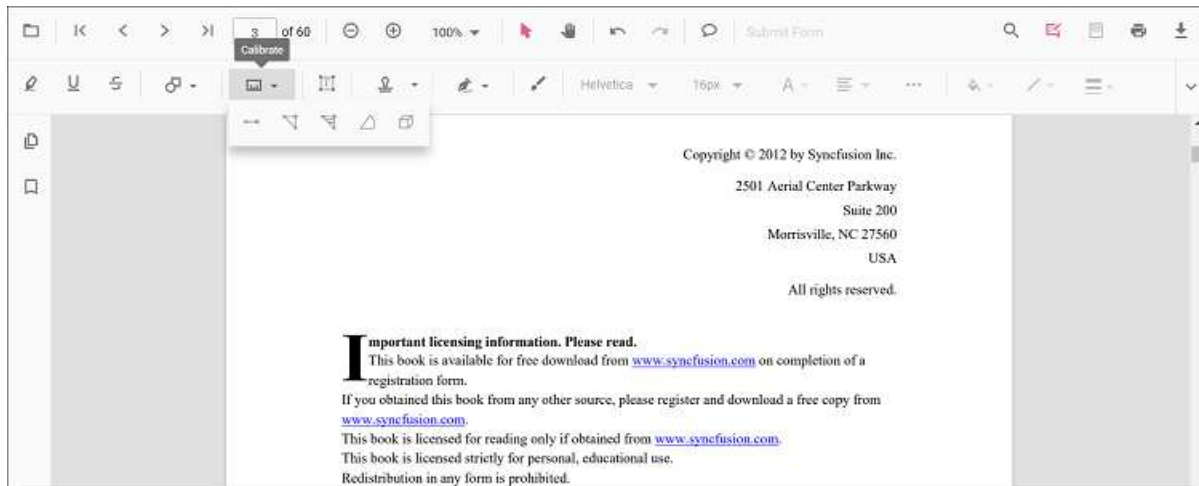 3 of 60 100% Submit Form
Calibrate
Helvetica 16px A
Copyright © 2012 by Syncfusion Inc.
2501 Aerial Center Parkway
Suite 200
Morrisville, NC 27560
USA
All rights reserved.
Important licensing information. Please read.
This book is available for free download from www.syncfusion.com on completion of a
registration form.
If you obtained this book from any other source, please register and download a free copy from
www.syncfusion.com.
This book is licensed for reading only if obtained from www.syncfusion.com.
This book is licensed strictly for personal, educational use.
Redistribution in any form is prohibited.